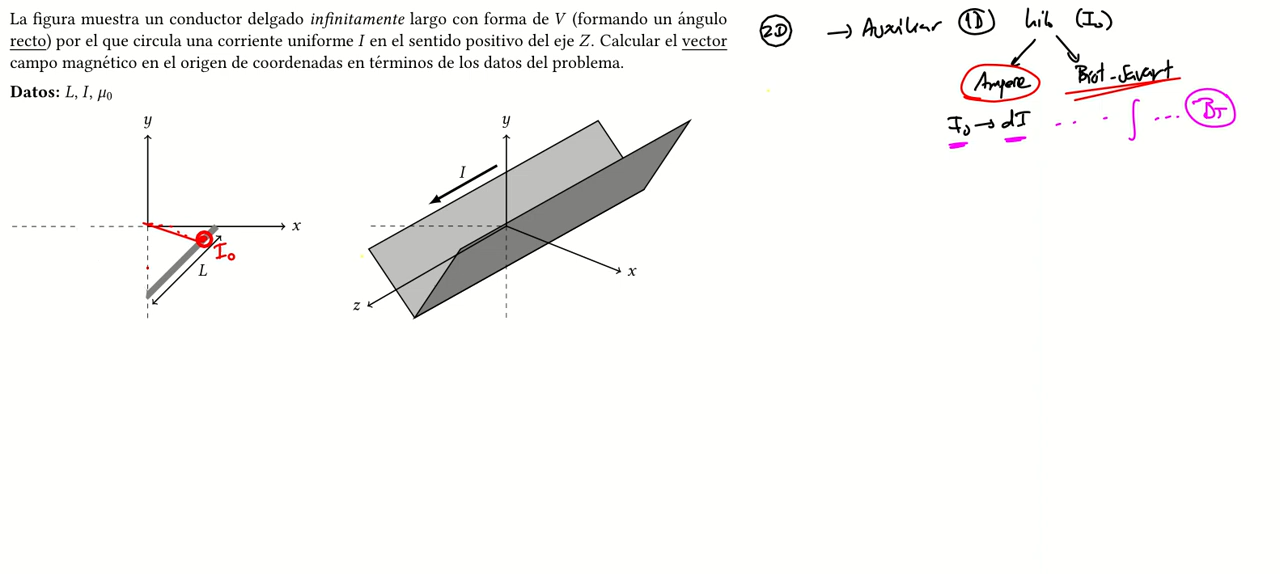 La figura muestra un conductor delgado infinitamente largo con forma de V (formando un ángulo
recto) por el que circula una corriente uniforme I en el sentido positivo del eje Z. Calcular el vector
campo magnético en el origen de coordenadas en términos de los datos del problema.
Datos: L, I, μ₀
2D → Auxiliar 1D hilo (I₀)
Ampere Biot-Savart
I₀ → dI ... ∫ ... B_T
y
x
I₀
L
y
I
x
z